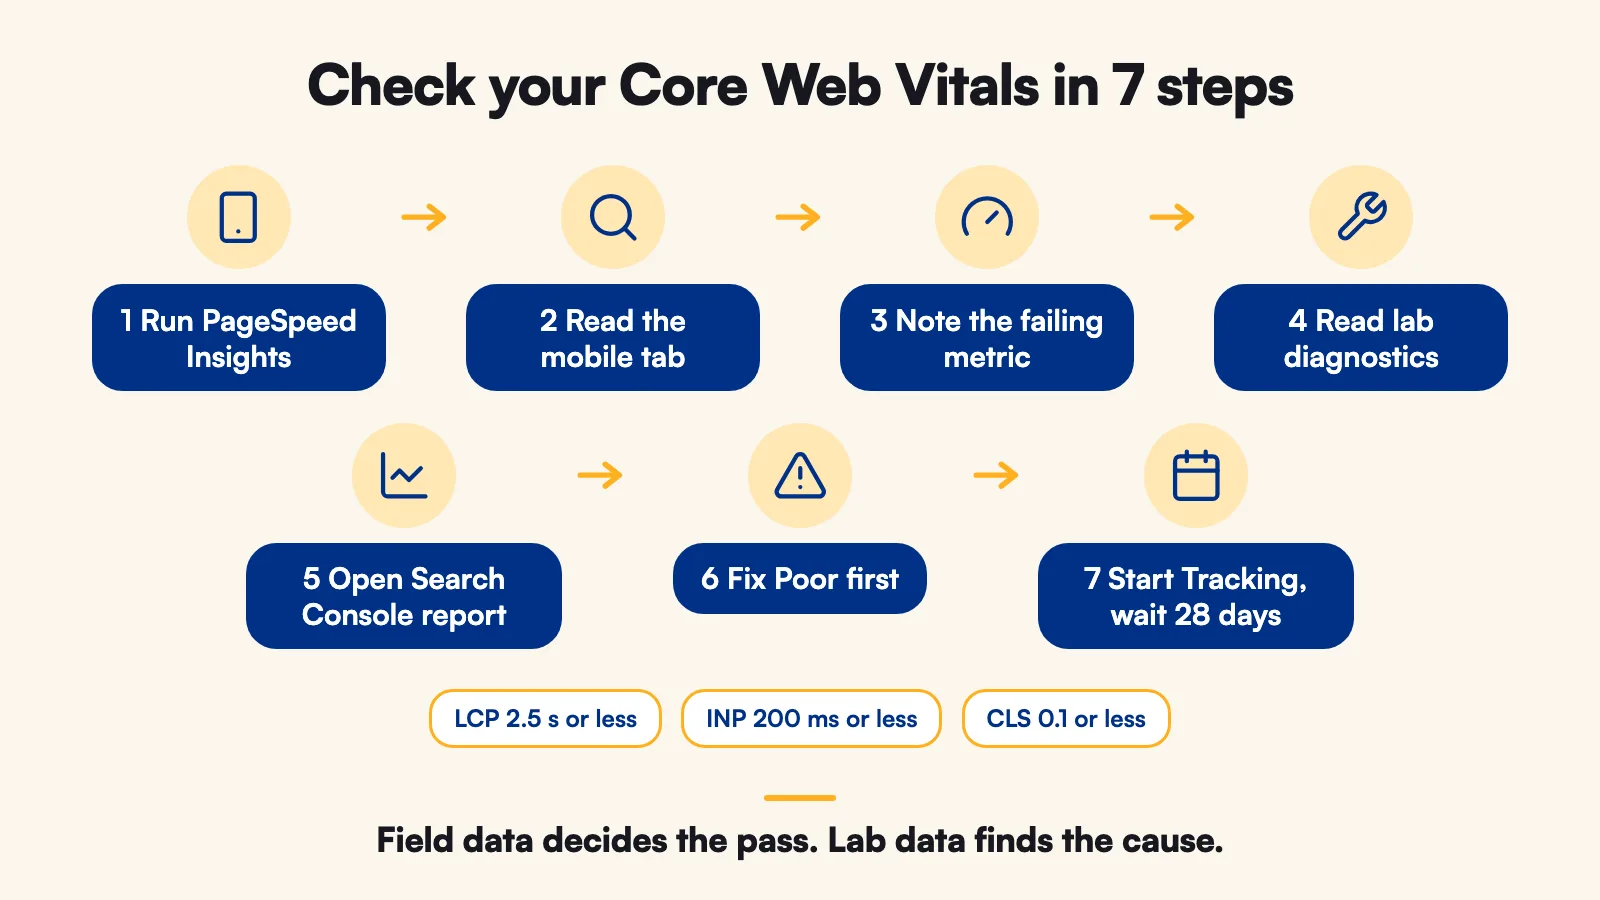 Check your Core Web Vitals in 7 steps
1 Run PageSpeed
Insights
2 Read the
mobile tab
3 Note the failing
metric
4 Read lab
diagnostics
5 Open Search
Console report
6 Fix Poor first
7 Start Tracking,
wait 28 days
LCP 2.5 s or less
INP 200 ms or less
CLS 0.1 or less
Field data decides the pass. Lab data finds the cause.